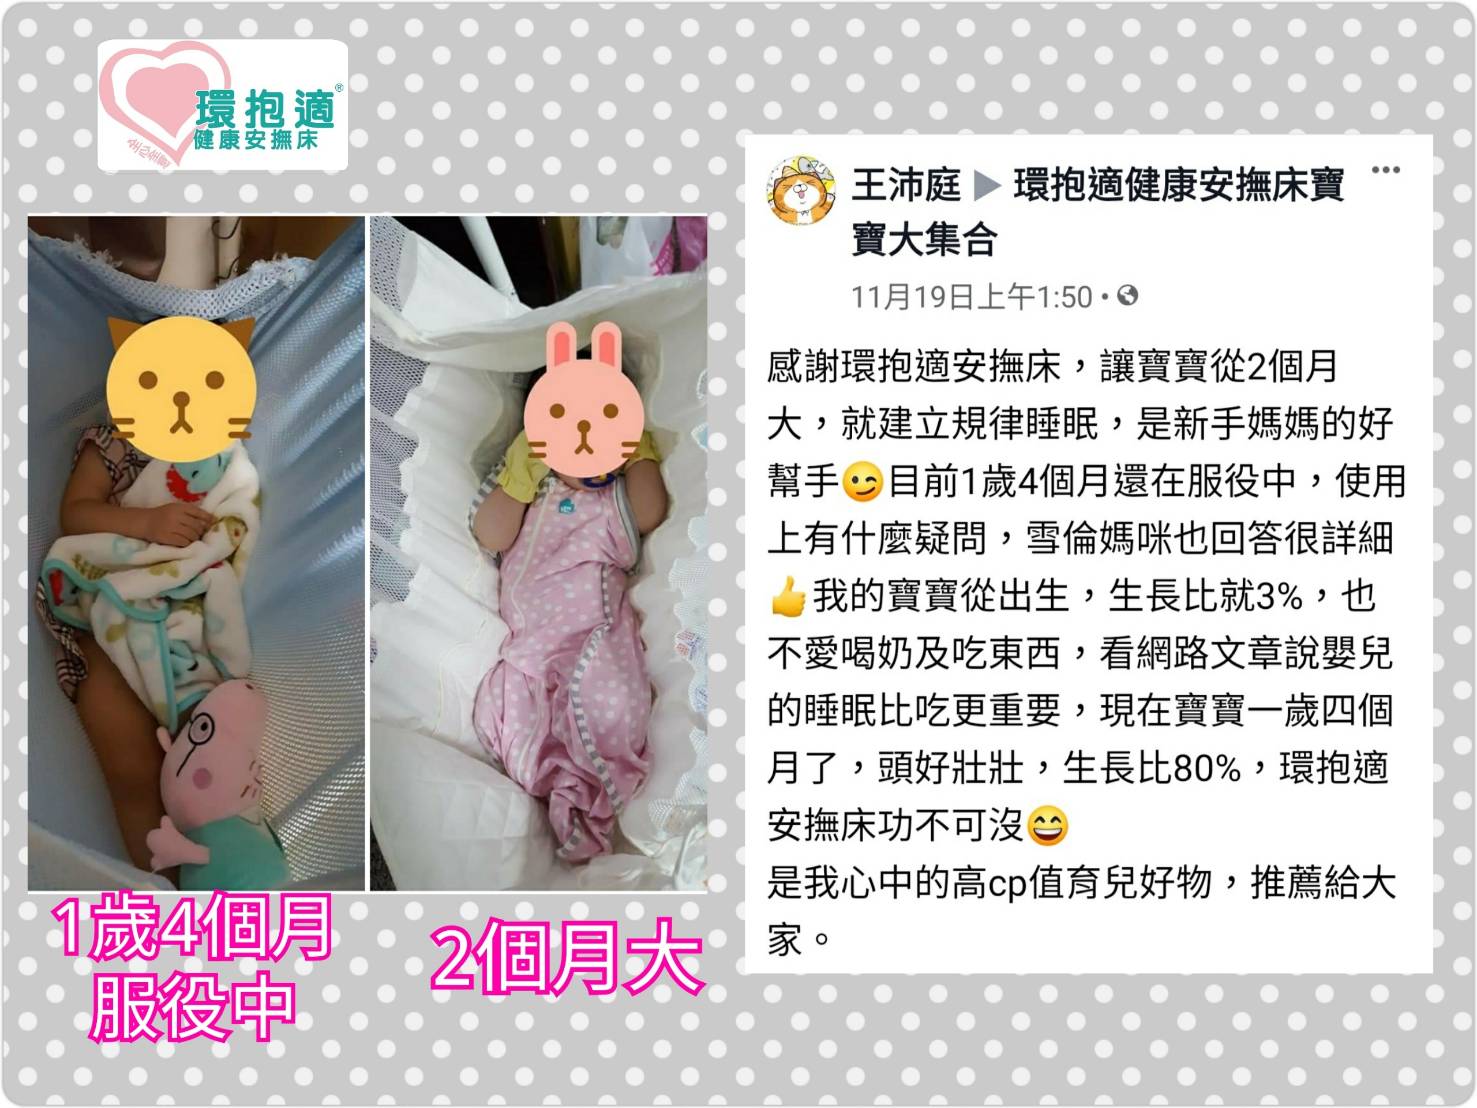 環抱適®
健康安撫床
王沛庭 ▶ 環抱適健康安撫床寶
寶大集合
11月19日上午1:50
感謝環抱適安撫床，讓寶寶從2個月
大，就建立規律睡眠，是新手媽媽的好
幫手😉目前1歲4個月還在服役中，使用
上有什麼疑問，雪倫媽咪也回答很詳細
👍我的寶寶從出生，生長比就3%，也
不愛喝奶及吃東西，看網路文章說嬰兒
的睡眠比吃更重要，現在寶寶一歲四個
月了，頭好壯壯，生長比80%，環抱適
安撫床功不可沒😄
是我心中的高cp值育兒好物，推薦給大
家。
1歲4個月
服役中
2個月大